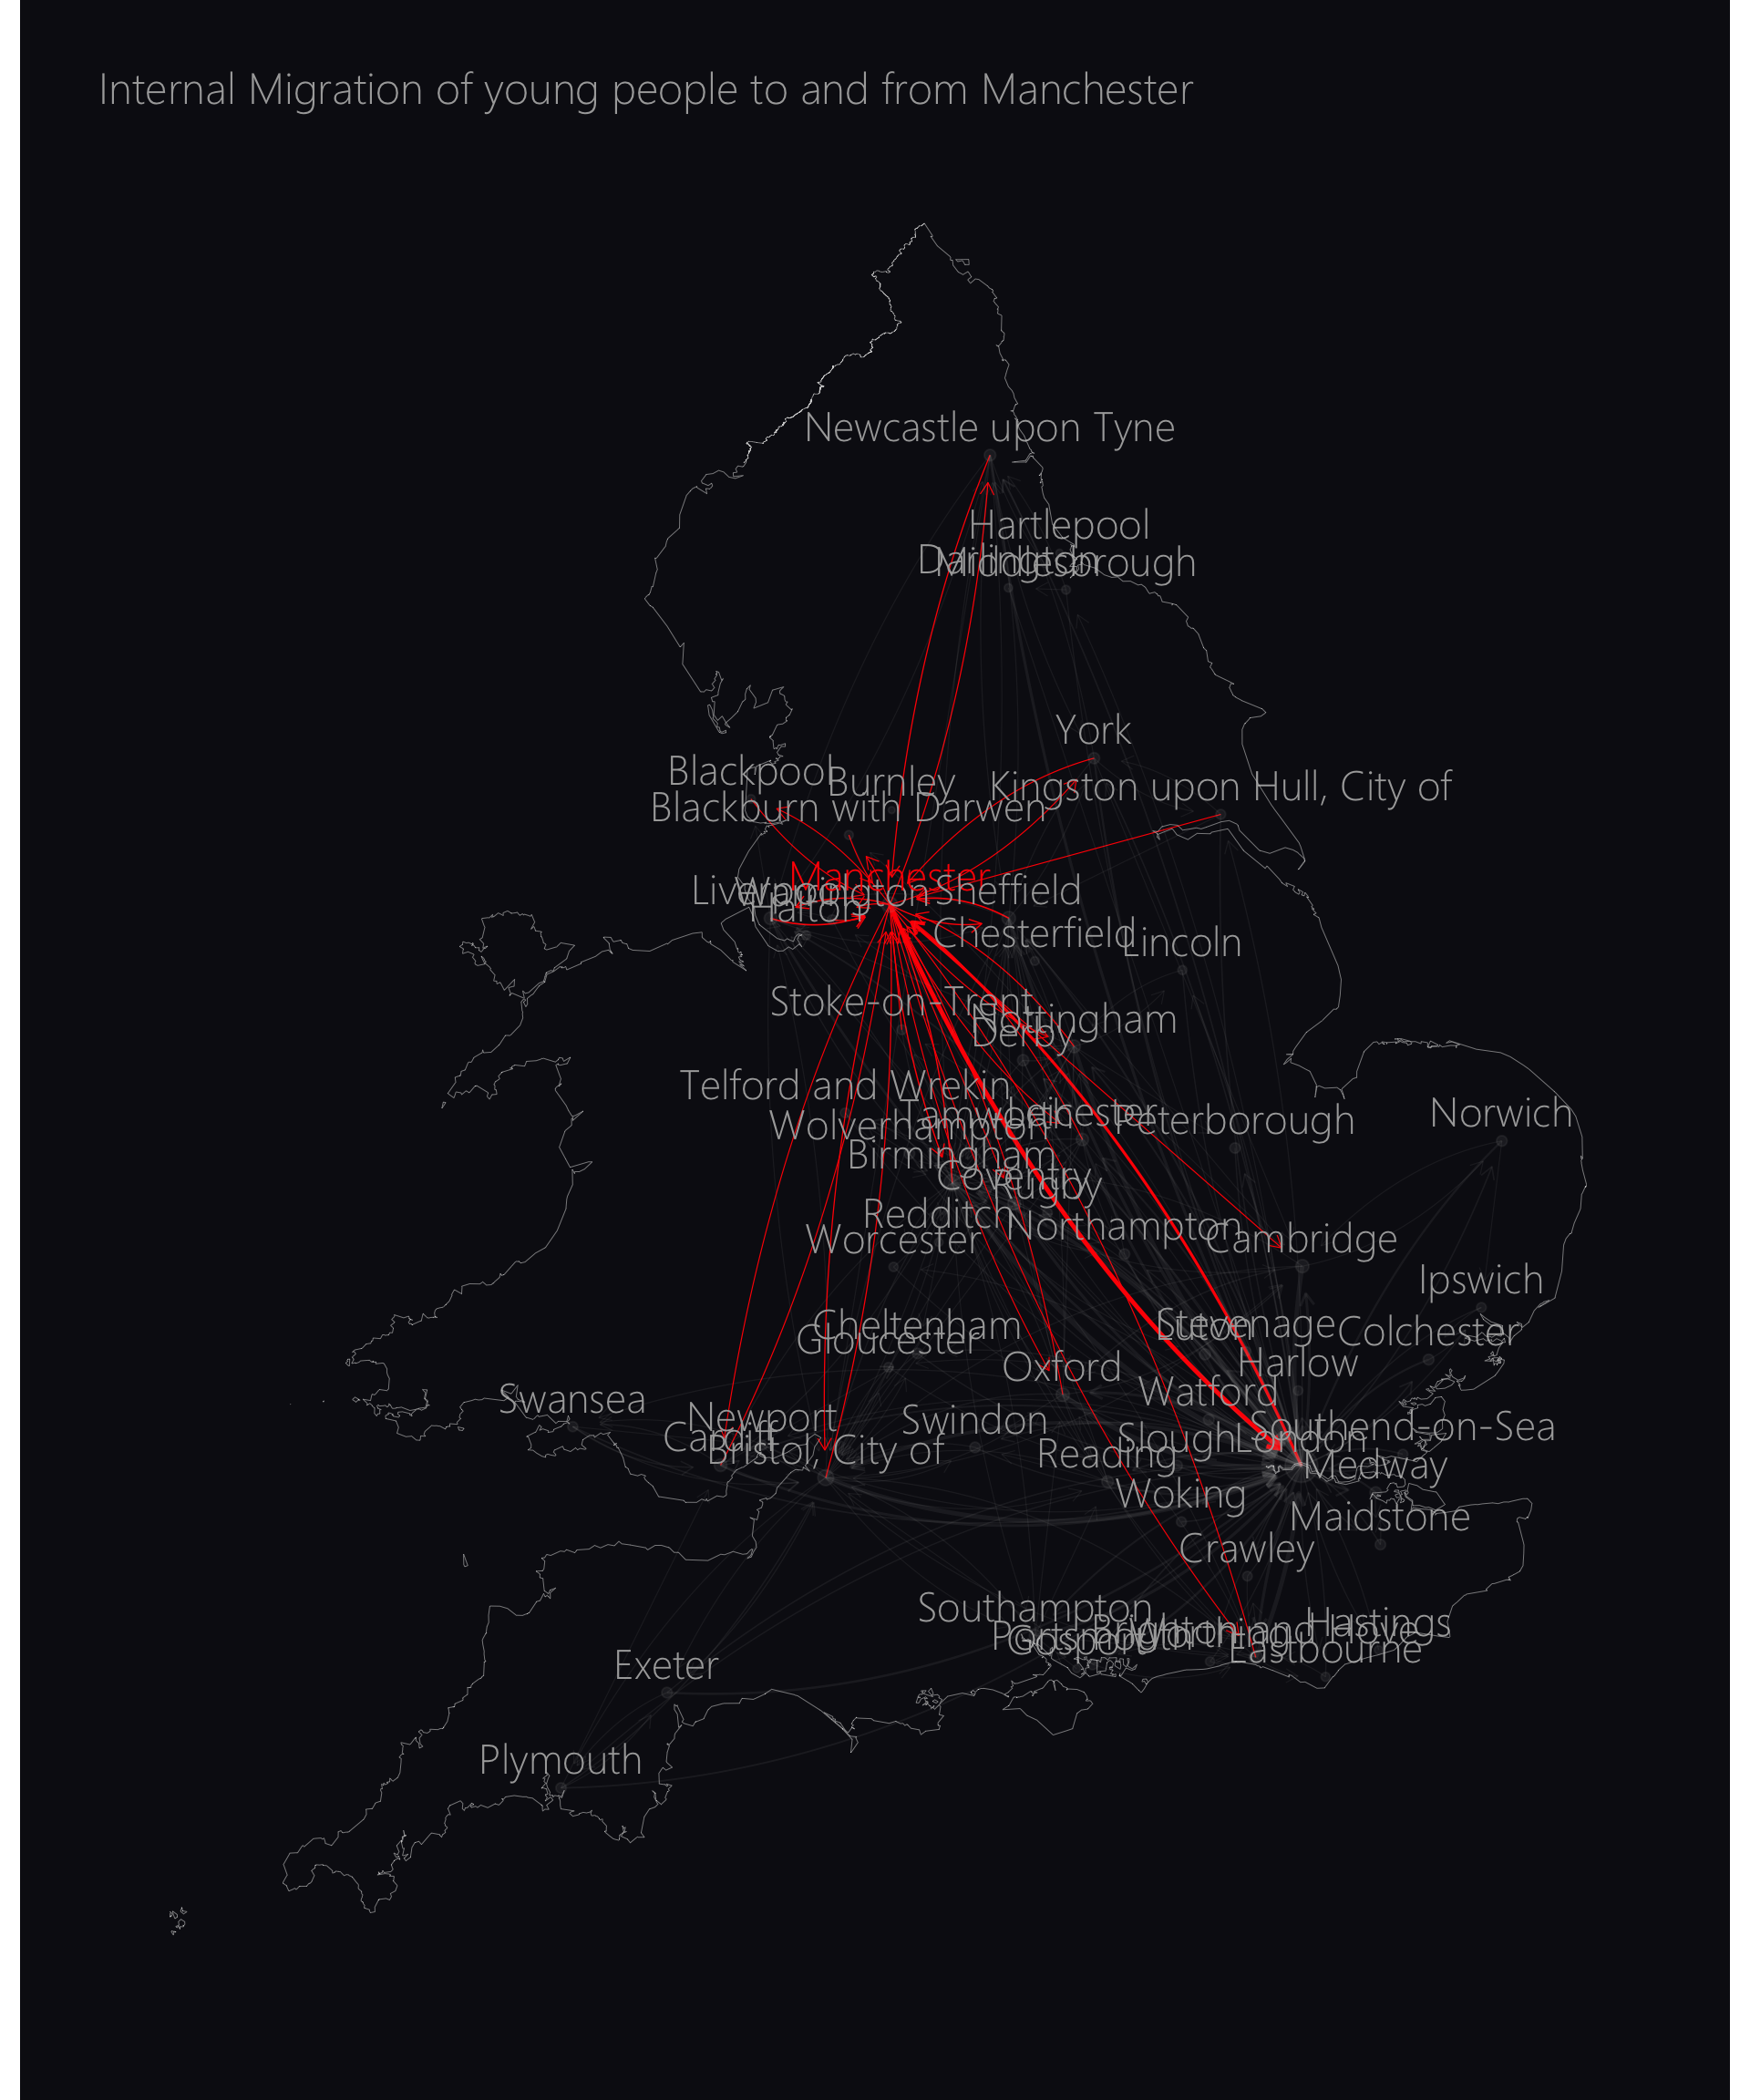 Internal Migration of young people to and from Manchester
Newcastle upon Tyne
Hartlepool
Darlington
Middlesbrough
York
Blackpool
Burnley
Kingston upon Hull, City of
Blackburn with Darwen
Manchester
Liverpool
Warrington
Sheffield
Halton
Chesterfield
Lincoln
Stoke-on-Trent
Nottingham
Derby
Telford and Wrekin
Tamworth
Leicester
Peterborough
Norwich
Wolverhampton
Birmingham
Coventry
Rugby
Redditch
Northampton
Worcester
Cambridge
Ipswich
Cheltenham
Gloucester
Stevenage
Luton
Colchester
Oxford
Harlow
Watford
Swansea
Newport
Cardiff
Bristol, City of
Swindon
Southend-on-Sea
Reading
Slough
London
Medway
Woking
Maidstone
Crawley
Southampton
Portsmouth
Gosport
Brighton and Hove
Worthing
Hastings
Eastbourne
Exeter
Plymouth